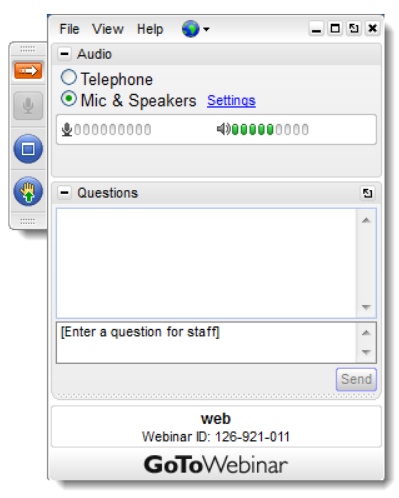 File View Help
Audio
Telephone
Mic & Speakers Settings
Questions
[Enter a question for staff]
Send
web
Webinar ID: 126-921-011
GoToWebinar